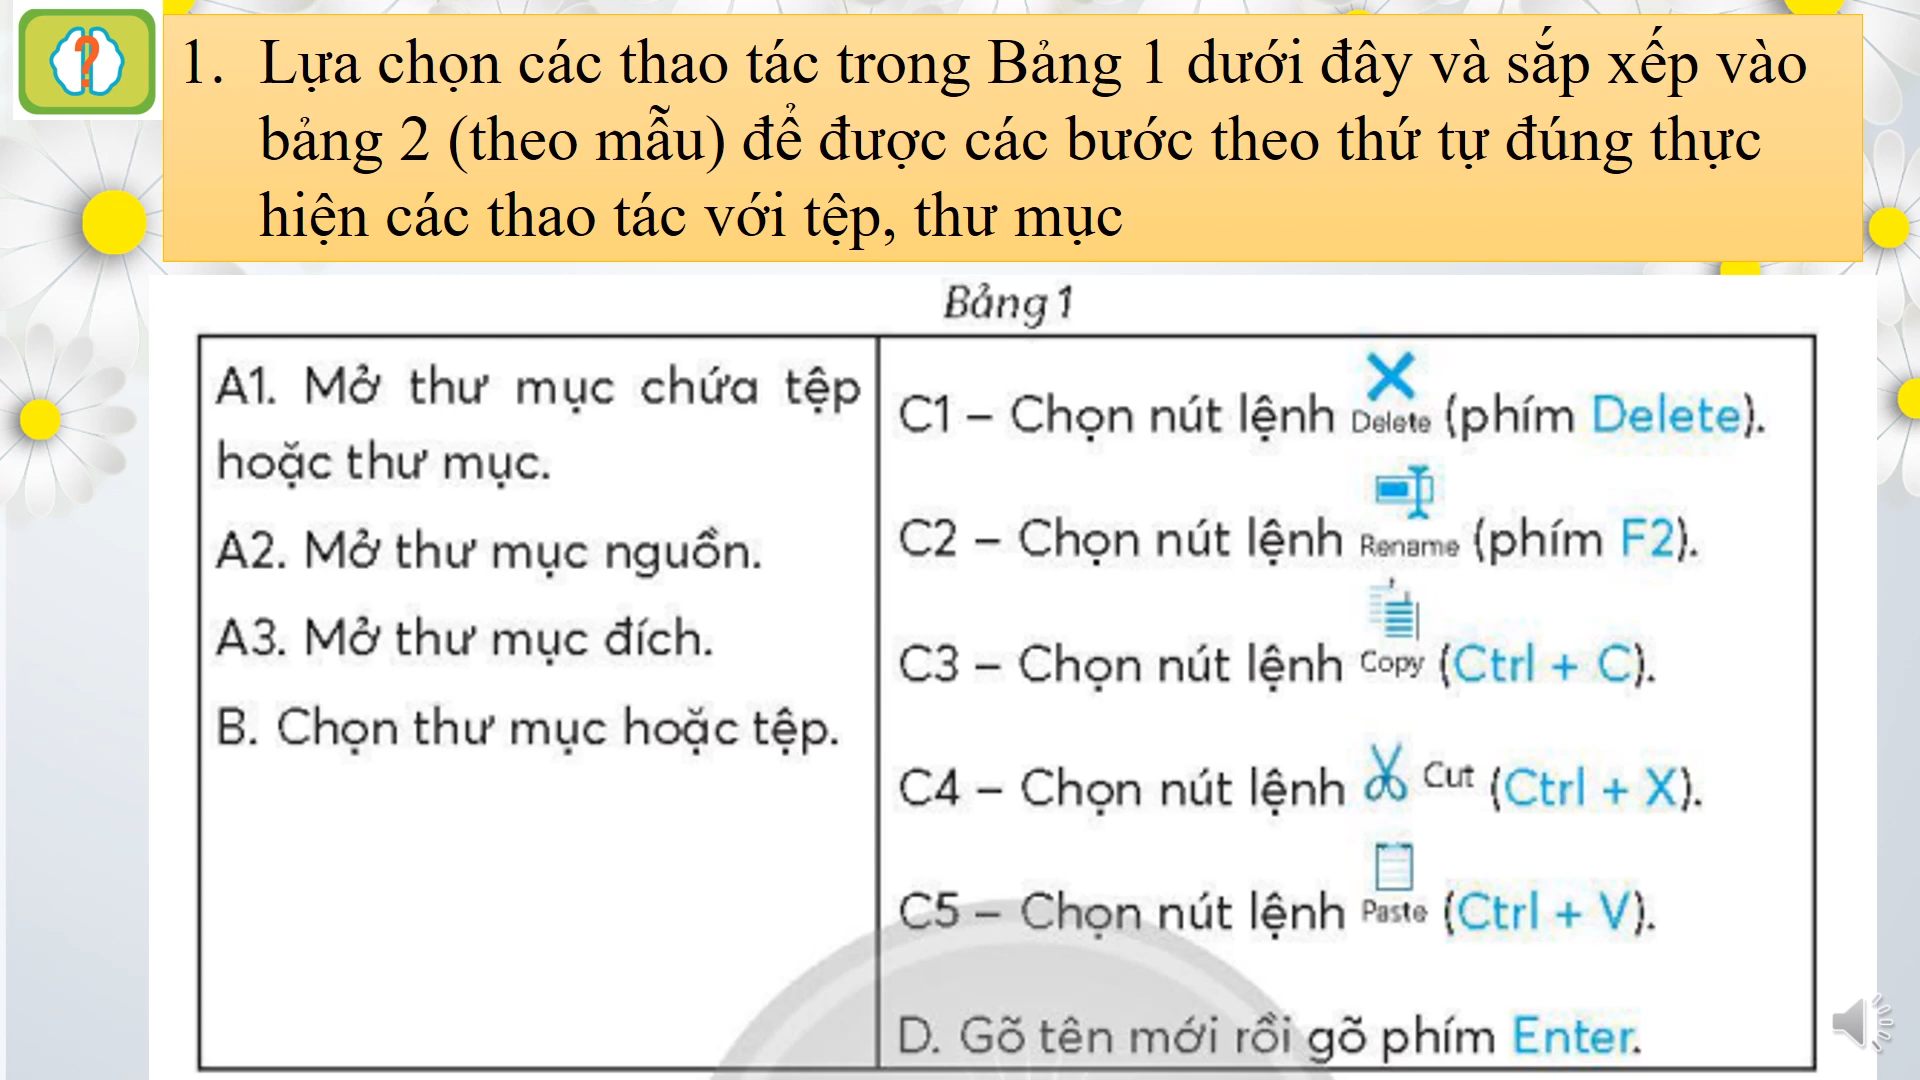 1. Lựa chọn các thao tác trong Bảng 1 dưới đây và sắp xếp vào
bảng 2 (theo mẫu) để được các bước theo thứ tự đúng thực
hiện các thao tác với tệp, thư mục
Bảng 1
A1. Mở thư mục chứa tệp
hoặc thư mục.
A2. Mở thư mục nguồn.
A3. Mở thư mục đích.
B. Chọn thư mục hoặc tệp.
C1 – Chọn nút lệnh Delete (phím Delete).
C2 – Chọn nút lệnh Rename (phím F2).
C3 – Chọn nút lệnh Copy (Ctrl + C).
C4 – Chọn nút lệnh Cut (Ctrl + X).
C5 – Chọn nút lệnh Paste (Ctrl + V).
D. Gõ tên mới rồi gõ phím Enter.